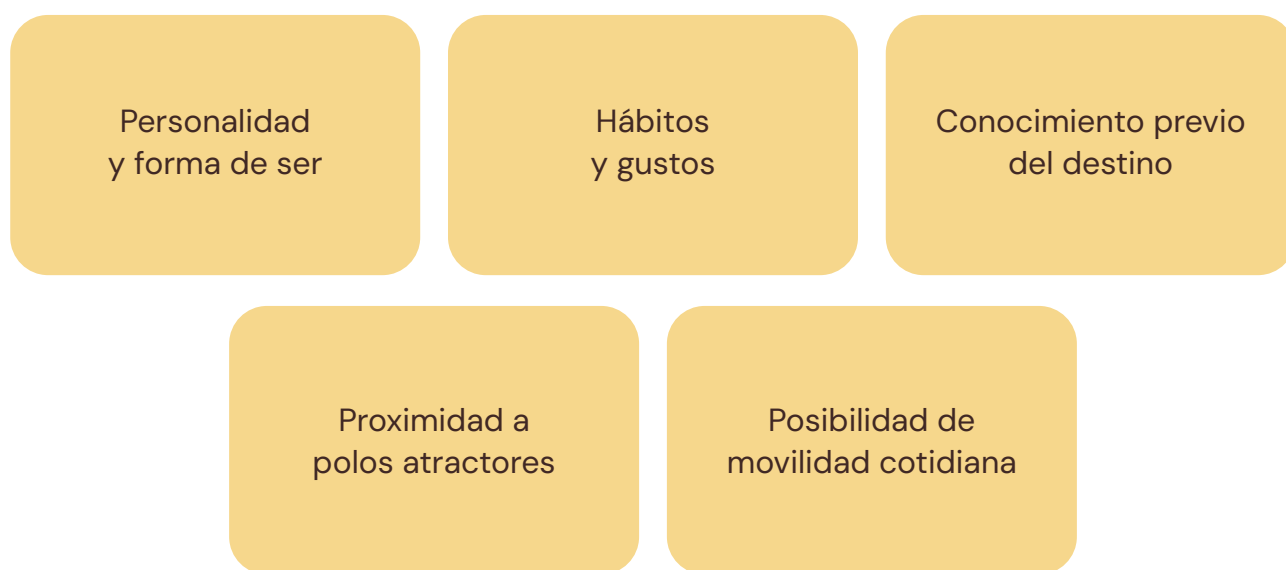 Personalidad
y forma de ser
Hábitos
y gustos
Conocimiento previo
del destino
Proximidad a
polos atractores
Posibilidad de
movilidad cotidiana